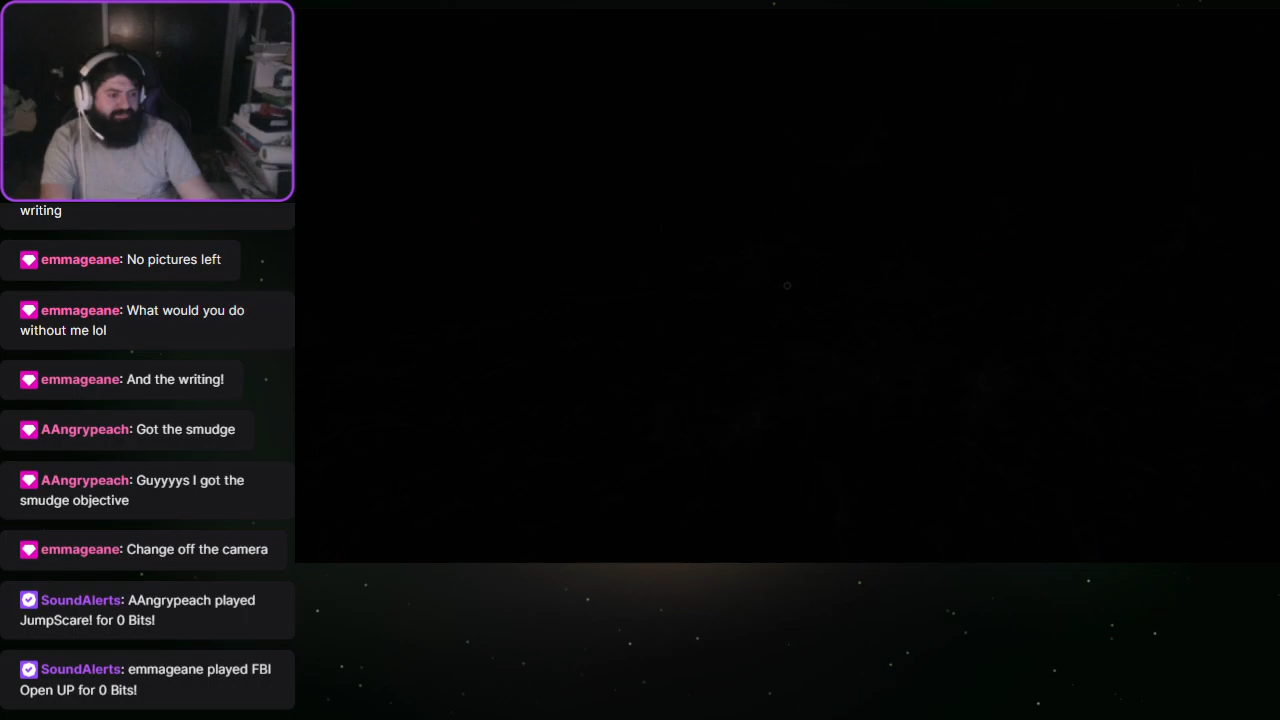 writing
emmageane: No pictures left
emmageane: What would you do
without me lol
emmageane: And the writing!
AAngrypeach: Got the smudge
AAngrypeach: Guyyyys I got the
smudge objective
emmageane: Change off the camera
SoundAlerts: AAngrypeach played
JumpScare! for 0 Bits!
SoundAlerts: emmageane played FBI
Open UP for 0 Bits!